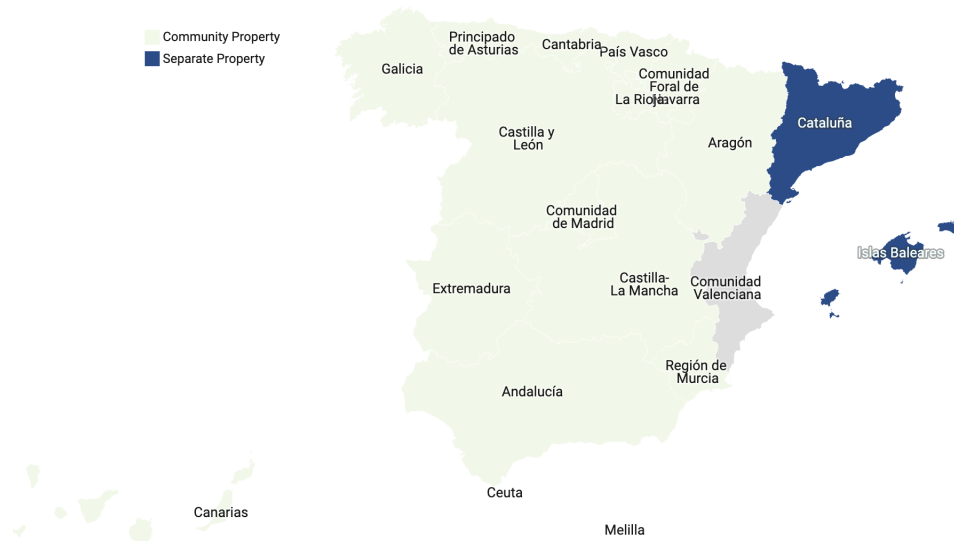 Community Property
Separate Property
Principado
de Asturias
Cantabria
País Vasco
Galicia
Comunidad
Foral de
Navarra
La Rioja
Cataluña
Castilla y
León
Aragón
Comunidad
de Madrid
Islas Baleares
Castilla-
La Mancha
Comunidad
Valenciana
Extremadura
Región de
Murcia
Andalucía
Ceuta
Canarias
Melilla